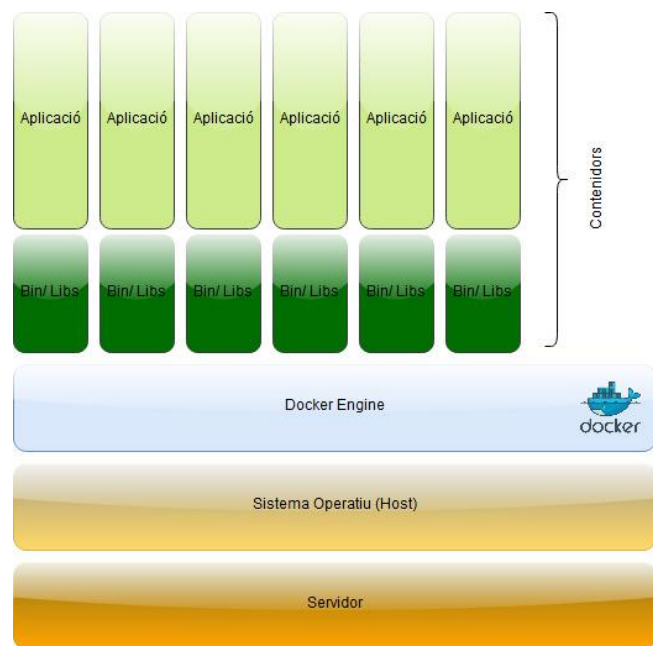 Aplicació Aplicació Aplicació Aplicació Aplicació Aplicació
Contenidors
Bin/ Libs Bin/ Libs Bin/ Libs Bin/ Libs Bin/ Libs Bin/ Libs
Docker Engine
docker
Sistema Operatiu (Host)
Servidor